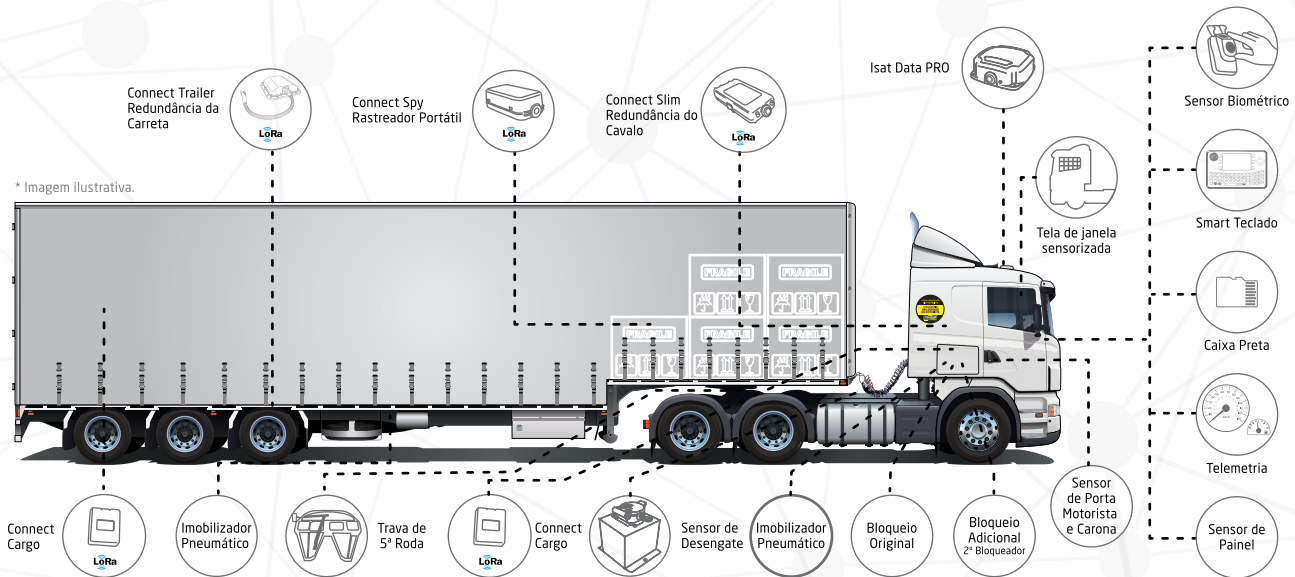 Connect Trailer
Redundância da
Carreta
LoRa
Connect Spy
Rastreador Portátil
LoRa
Connect Slim
Redundância do
Cavalo
LoRa
Isat Data PRO
Sensor Biométrico
Tela de janela
sensorizada
Smart Teclado
* Imagem ilustrativa.
FRAGILE
FRAGILE
FRAGILE
FRAGILE
FRAGILE
Caixa Preta
Telemetria
Connect
Cargo
LoRa
Imobilizador
Pneumático
Trava de
5ª Roda
LoRa
Connect
Cargo
Sensor de
Desengate
Imobilizador
Pneumático
Bloqueio
Original
Bloqueio
Adicional
2º Bloqueador
Sensor
de Porta
Motorista
e Carona
Sensor de
Painel